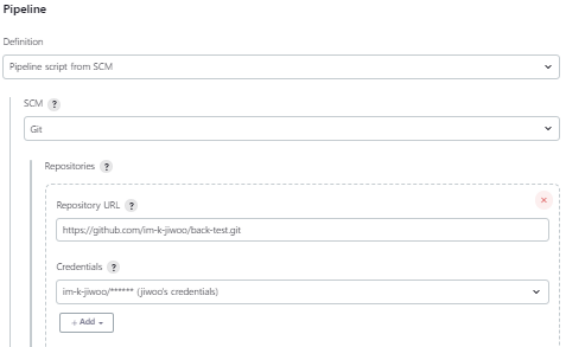 Pipeline
Definition
Pipeline script from SCM
SCM ?
Git
Repositories ?
Repository URL ?
https://github.com/im-k-jiwoo/back-test.git
Credentials ?
im-k-jiwoo/****** (jiwoo's credentials)
+ Add